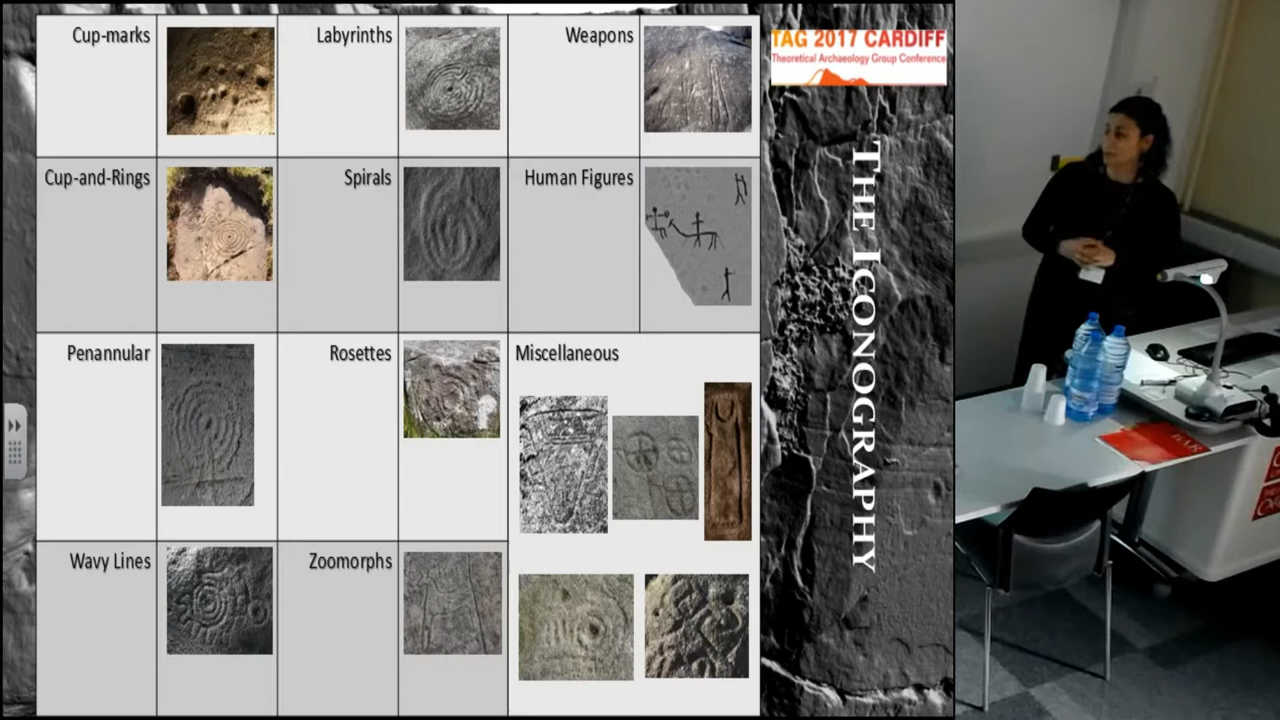 Cup-marks
Labyrinths
Weapons
Cup-and-Rings
Spirals
Human Figures
Penannular
Rosettes
Miscellaneous
Wavy Lines
Zoomorphs
TAG 2017 CARDIFF
Theoretical Archaeology Group Conference
THE ICONOGRAPHY
BAR